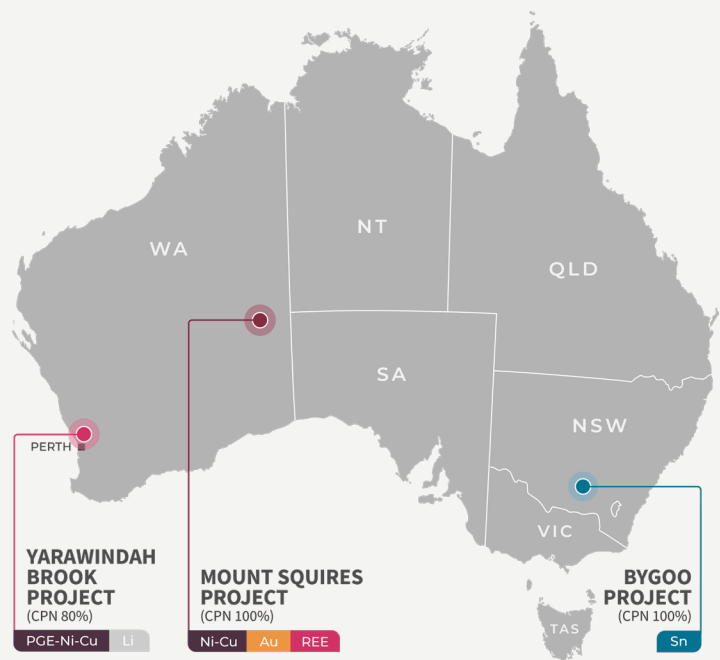 NT
WA
QLD
SA
NSW
PERTH
VIC
YARAWINDAH
BROOK
PROJECT
(CPN 80%)
PGE-Ni-Cu Li
MOUNT SQUIRES
PROJECT
(CPN 100%)
Ni-Cu Au REE
BYGOO
PROJECT
(CPN 100%)
Sn
TAS